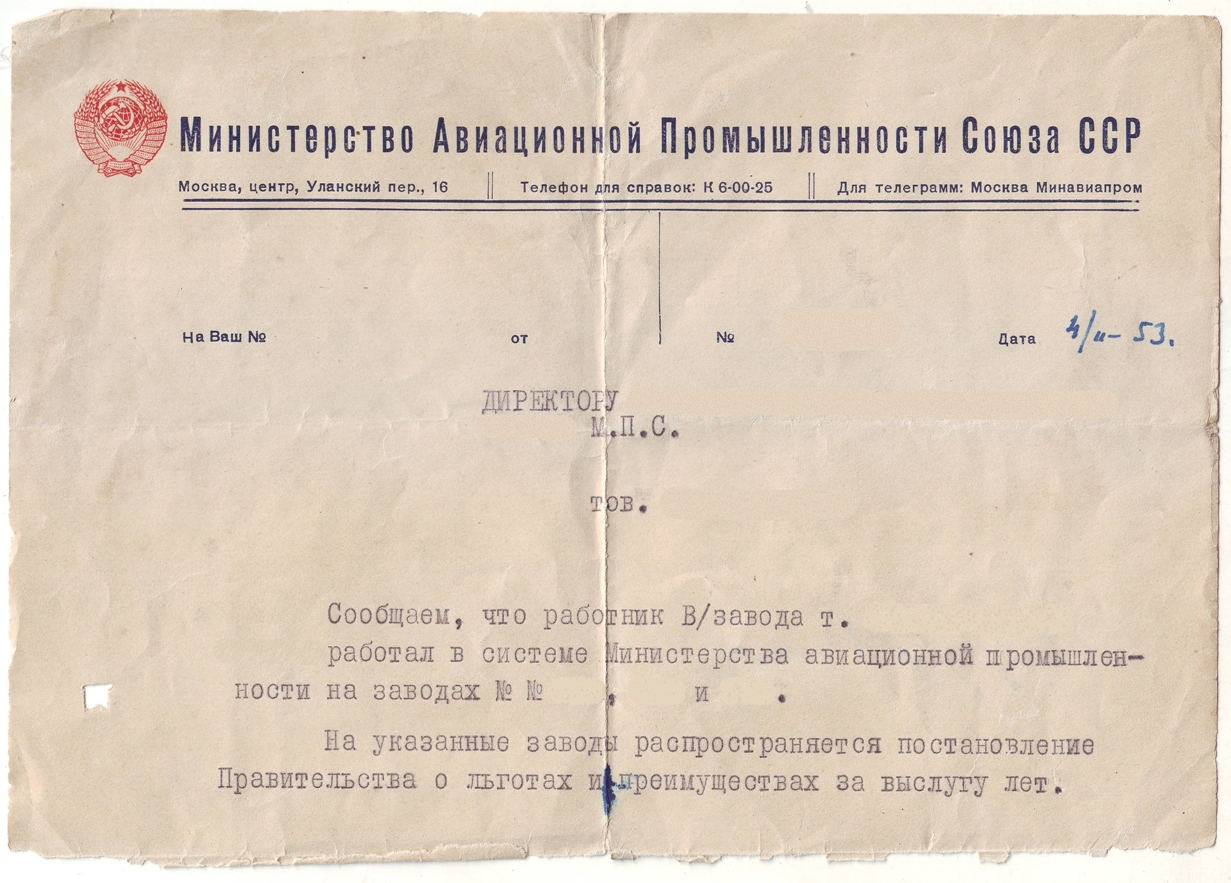 Министерство Авиационной Промышленности Союза ССР
Москва, центр, Уланский пер., 16 Телефон для справок: К 6-00-25 Для телеграмм: Москва Минавиапром
На Ваш № от № Дата 4/II-53.
ДИРЕКТОРУ
М.П.С.
тов.
Сообщаем, что работник В/завода т.
работал в системе Министерства авиационной промышлен-
ности на заводах № № , и .
На указанные заводы распространяется постановление
Правительства о льготах и преимуществах за выслугу лет.